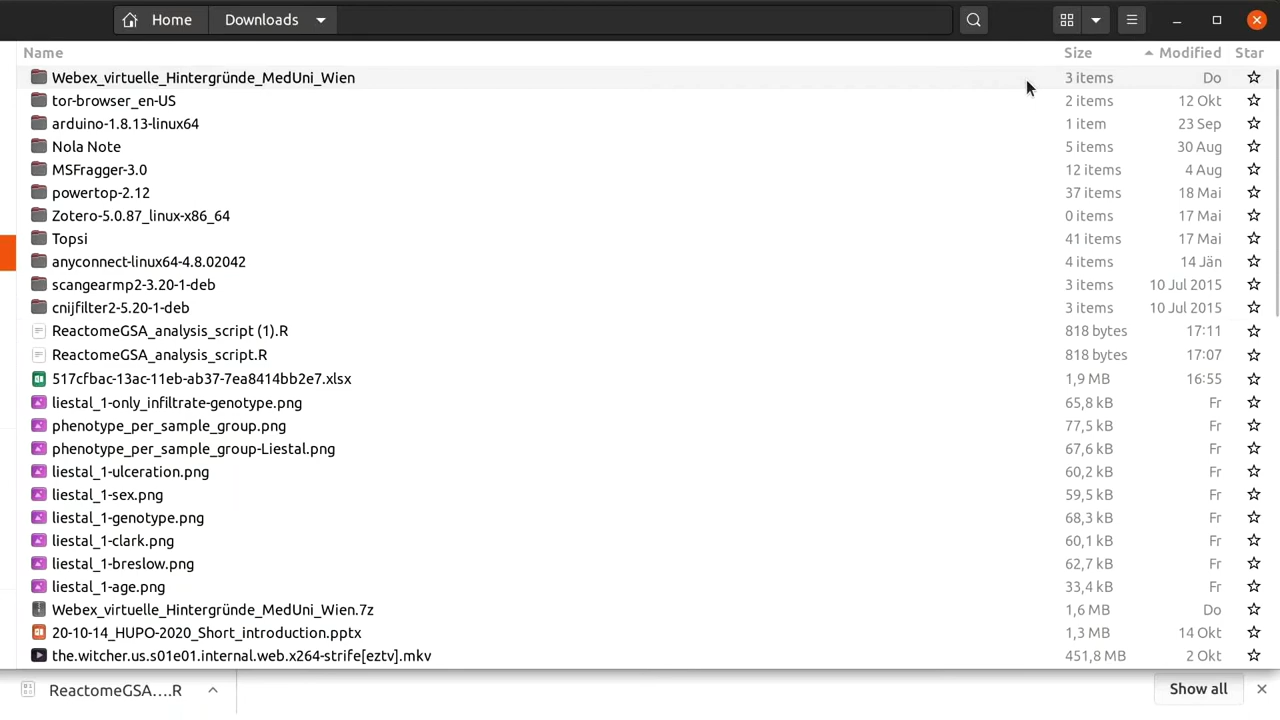 Home Downloads
Name Size Modified Star
Webex_virtuelle_Hintergründe_MedUni_Wien 3 items Do
tor-browser_en-US 2 items 12 Okt
arduino-1.8.13-linux64 1 item 23 Sep
Nola Note 5 items 30 Aug
MSFragger-3.0 12 items 4 Aug
powertop-2.12 37 items 18 Mai
Zotero-5.0.87_linux-x86_64 0 items 17 Mai
Topsi 41 items 17 Mai
anyconnect-linux64-4.8.02042 4 items 14 Jän
scangearmp2-3.20-1-deb 3 items 10 Jul 2015
cnijfilter2-5.20-1-deb 3 items 10 Jul 2015
ReactomeGSA_analysis_script (1).R 818 bytes 17:11
ReactomeGSA_analysis_script.R 818 bytes 17:07
517cfbac-13ac-11eb-ab37-7ea8414bb2e7.xlsx 1,9 MB 16:55
liestal_1-only_infiltrate-genotype.png 65,8 kB Fr
phenotype_per_sample_group.png 77,5 kB Fr
phenotype_per_sample_group-Liestal.png 67,6 kB Fr
liestal_1-ulceration.png 60,2 kB Fr
liestal_1-sex.png 59,5 kB Fr
liestal_1-genotype.png 68,3 kB Fr
liestal_1-clark.png 60,1 kB Fr
liestal_1-breslow.png 62,7 kB Fr
liestal_1-age.png 33,4 kB Fr
Webex_virtuelle_Hintergründe_MedUni_Wien.7z 1,6 MB Do
20-10-14_HUPO-2020_Short_introduction.pptx 1,3 MB 14 Okt
the.witcher.us.s01e01.internal.web.x264-strife[eztv].mkv 451,8 MB 2 Okt
ReactomeGSA....R Show all